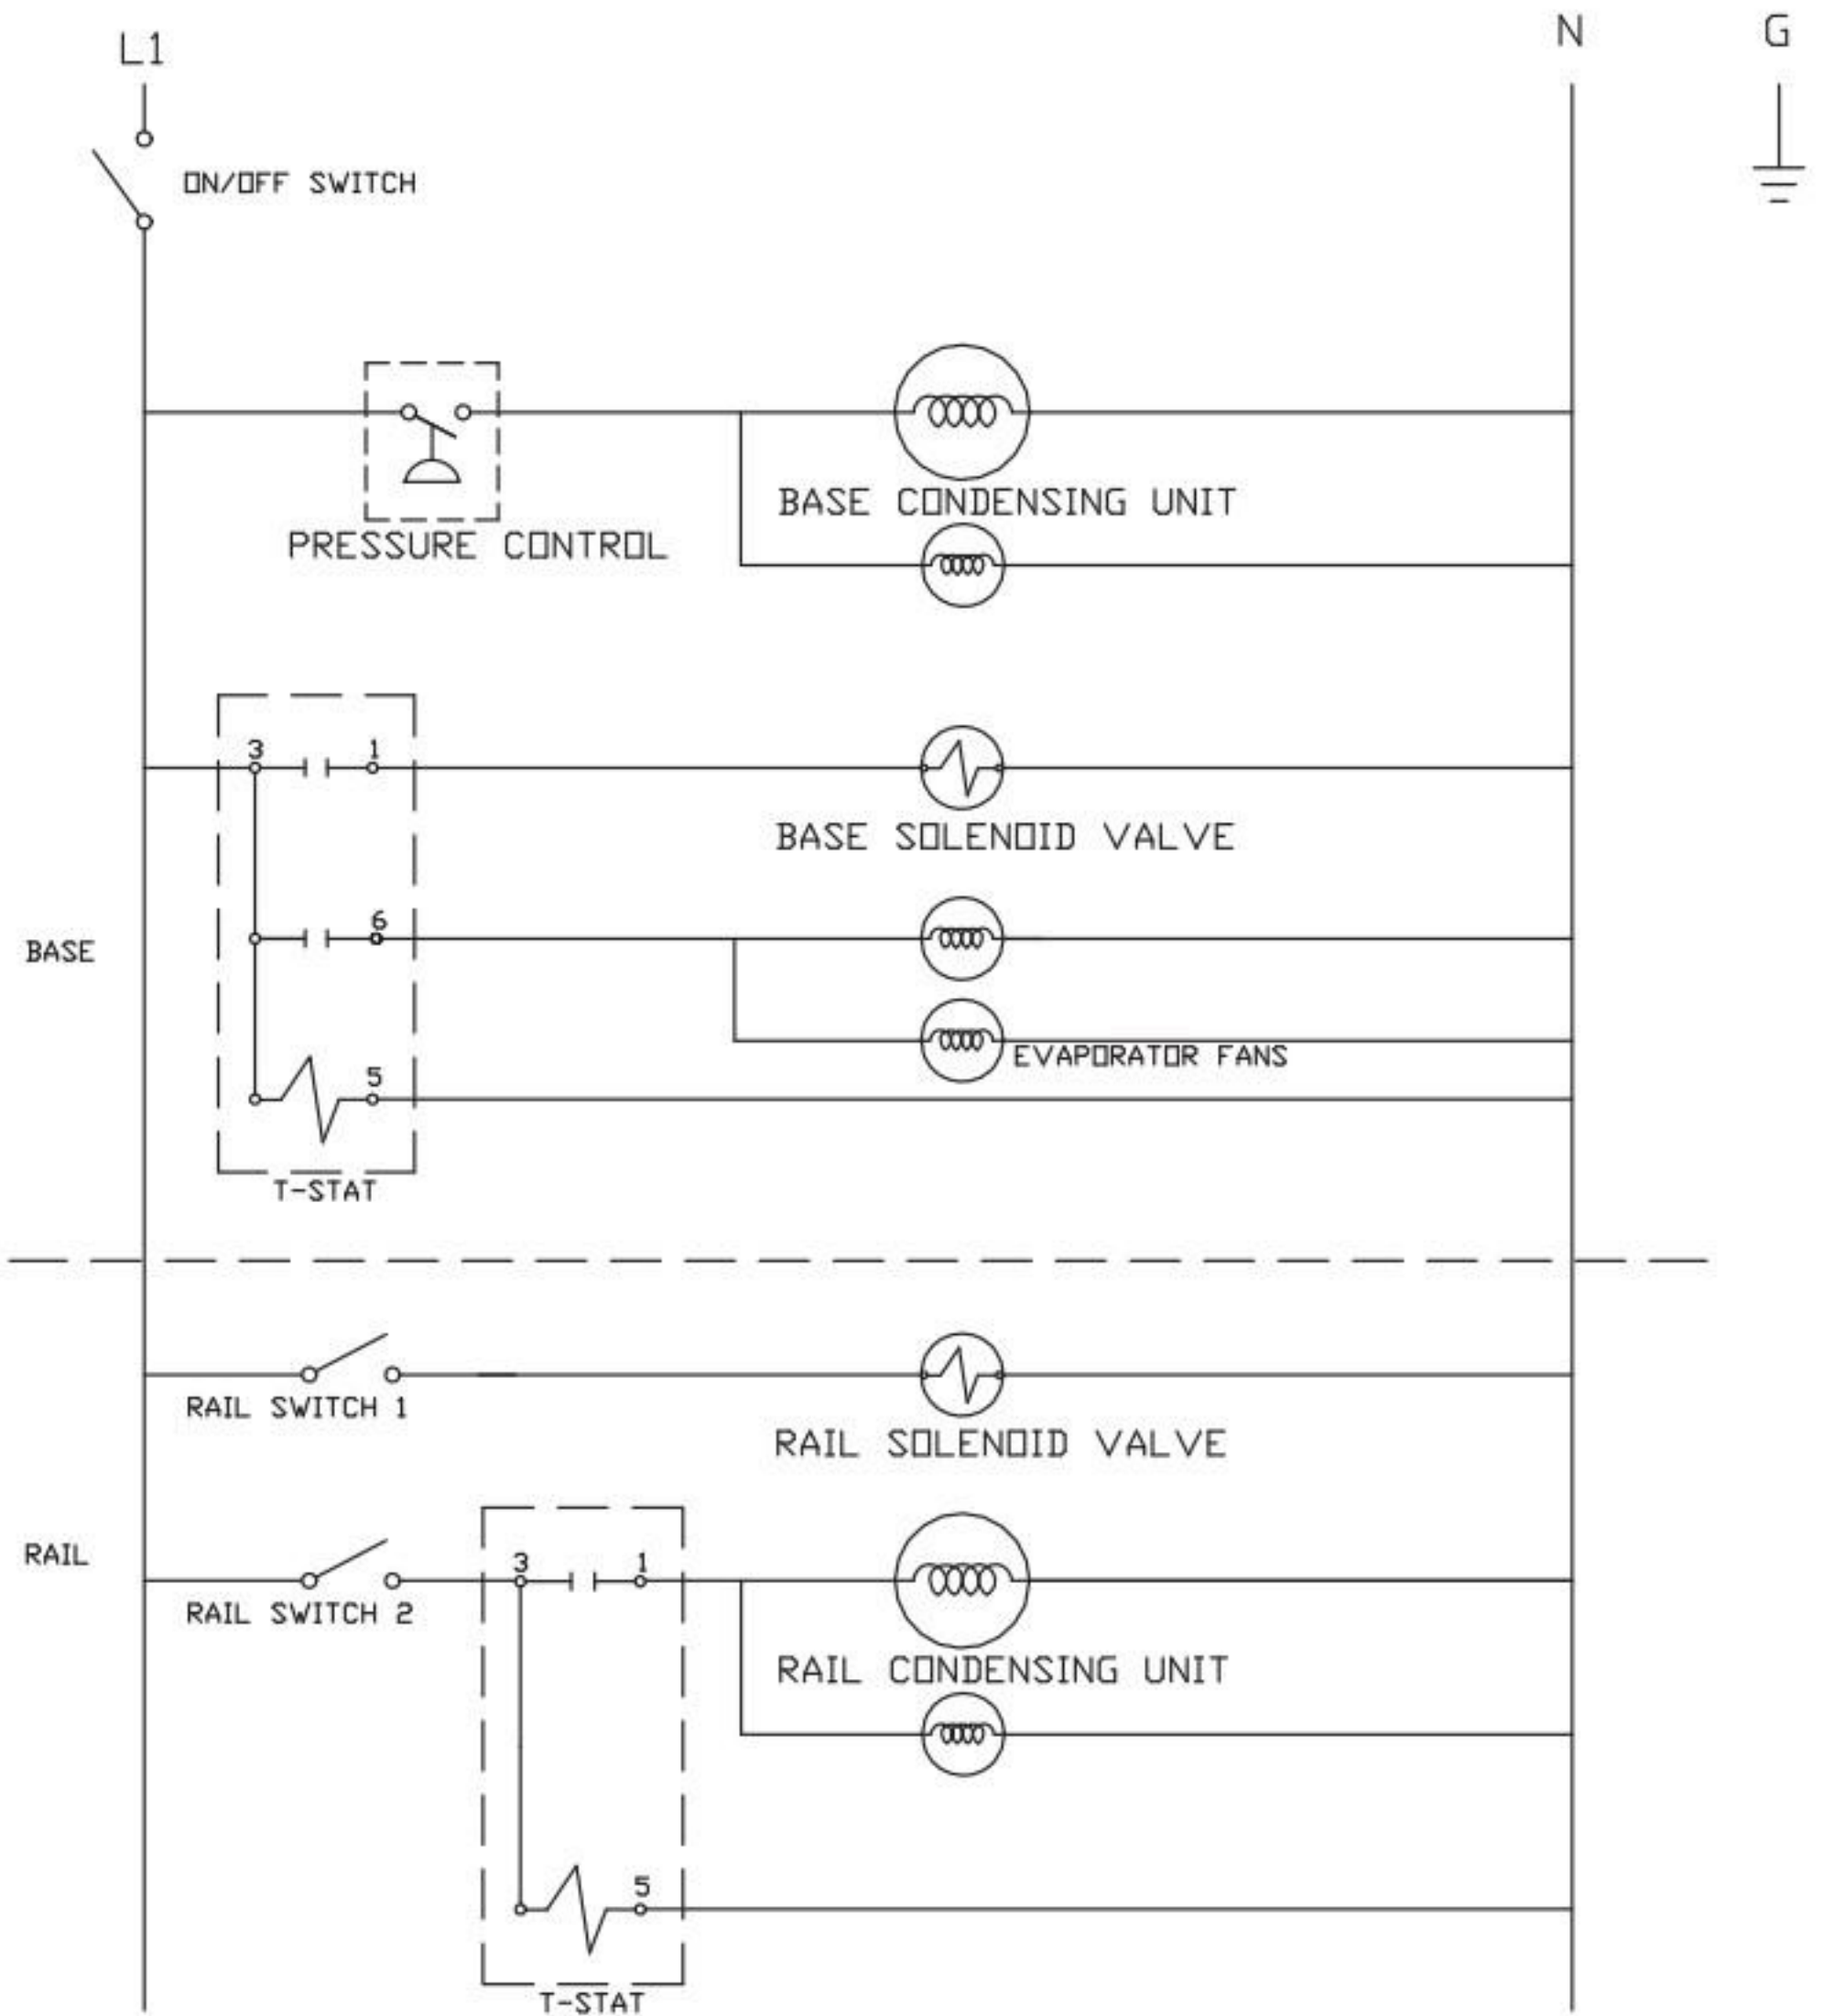 L1
N
G
ON/OFF SWITCH
BASE CONDENSING UNIT
PRESSURE CONTROL
3
1
BASE SOLENOID VALVE
6
BASE
EVAPORATOR FANS
5
T-STAT
RAIL SWITCH 1
RAIL SOLENOID VALVE
RAIL
3
1
RAIL SWITCH 2
RAIL CONDENSING UNIT
5
T-STAT